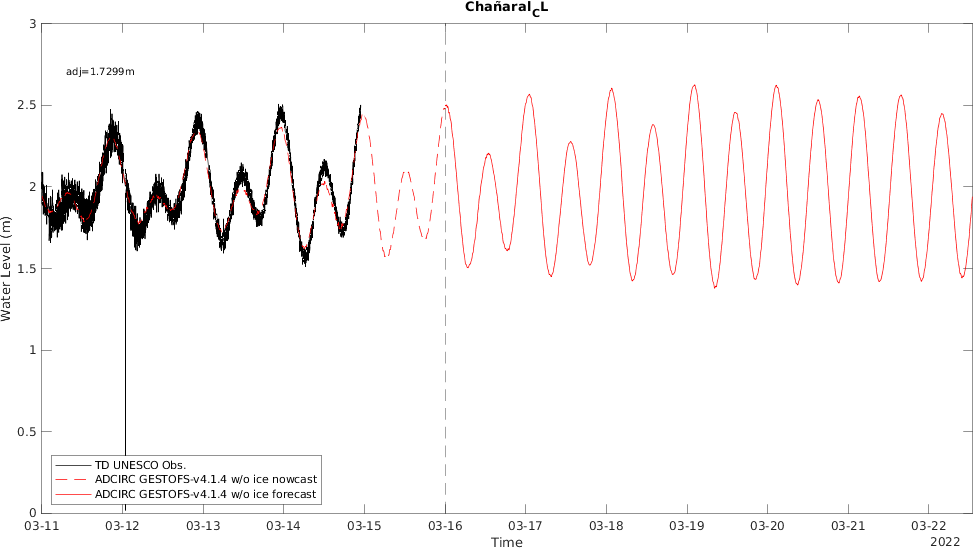 Chañaral_CL
3
adj=1.7299m
2.5
2
1.5
1
0.5
0
Water Level (m)
TD UNESCO Obs.
ADCIRC GESTOFS-v4.1.4 w/o ice nowcast
ADCIRC GESTOFS-v4.1.4 w/o ice forecast
03-11 03-12 03-13 03-14 03-15 03-16 03-17 03-18 03-19 03-20 03-21 03-22
Time
2022